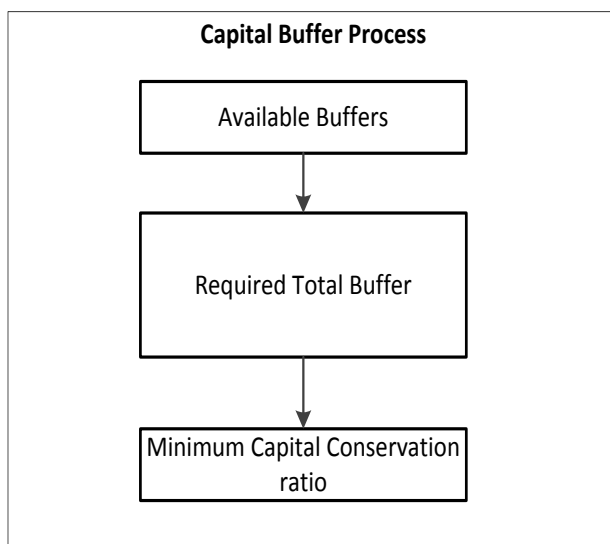 Capital Buffer Process
Available Buffers
Required Total Buffer
Minimum Capital Conservation
ratio